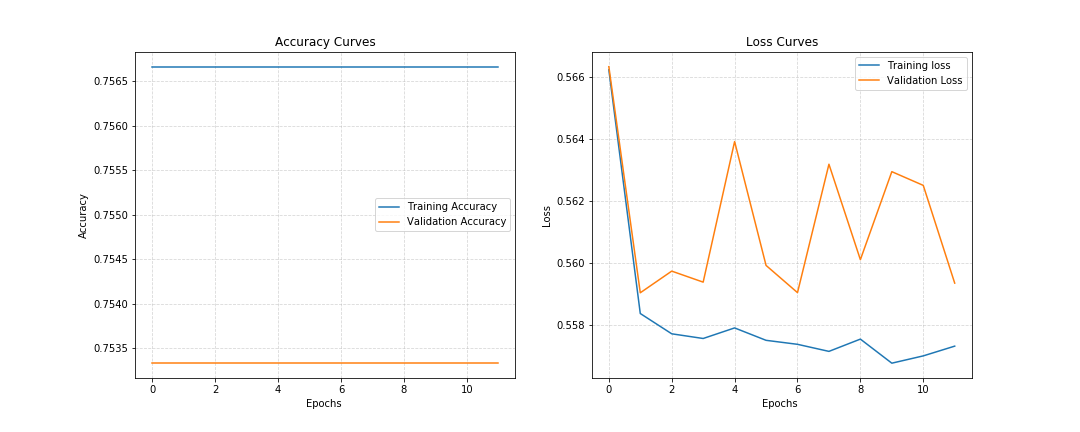 Accuracy Curves
0.7565
0.7560
0.7555
0.7550
0.7545
0.7540
0.7535
Accuracy
Training Accuracy
Validation Accuracy
0 2 4 6 8 10
Epochs
Loss Curves
0.566
0.564
0.562
0.560
0.558
Loss
Training loss
Validation Loss
0 2 4 6 8 10
Epochs